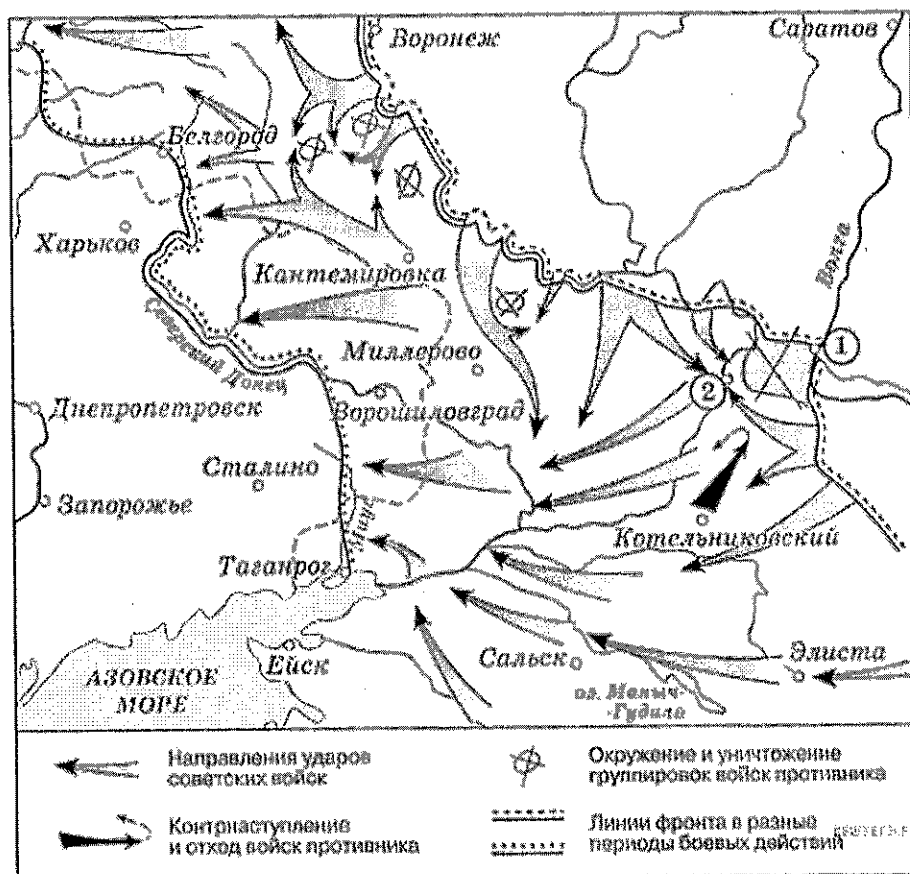 Воронеж
Саратов
Белгород
Волга
Харьков
Кантемировка
Северский Донец
Миллерово
1
2
Днепропетровск
Ворошиловград
Сталино
Запорожье
Миус
Котельниковский
Таганрог
Ейск
Сальск
Элиста
АЗОВСКОЕ
МОРЕ
оз. Маныч-
-Гудило
Направления ударов
советских войск
Окружение и уничтожение
группировок войск противника
Контрнаступление
и отход войск противника
Линии фронта в разные
периоды боевых действий